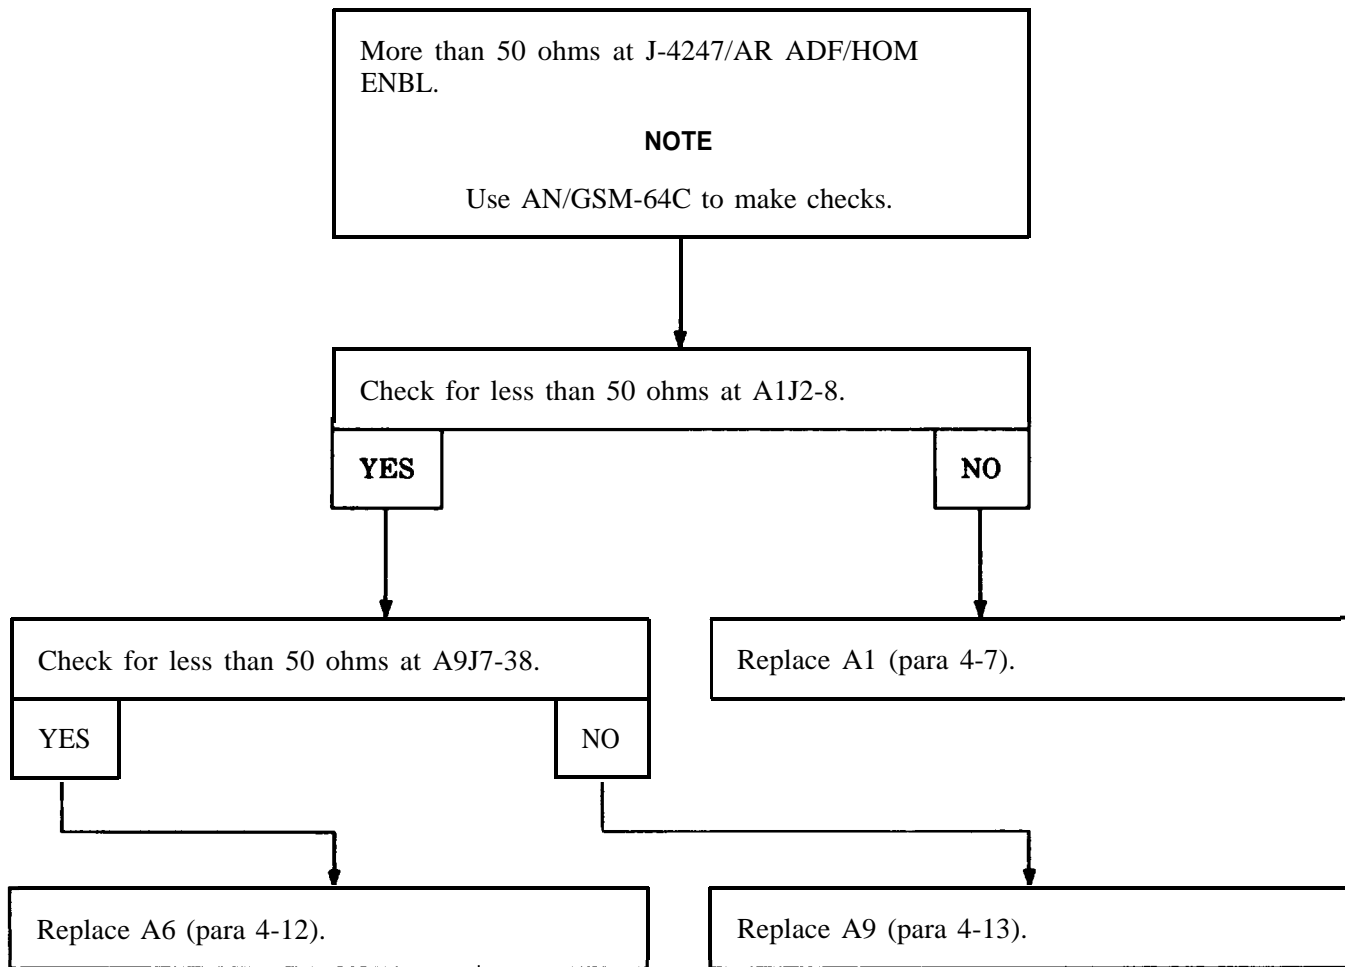 More than 50 ohms at J-4247/AR ADF/HOM
ENBL.
NOTE
Use AN/GSM-64C to make checks.
Check for less than 50 ohms at A1J2-8.
YES
NO
Check for less than 50 ohms at A9J7-38.
Replace A1 (para 4-7).
YES
NO
Replace A6 (para 4-12).
Replace A9 (para 4-13).